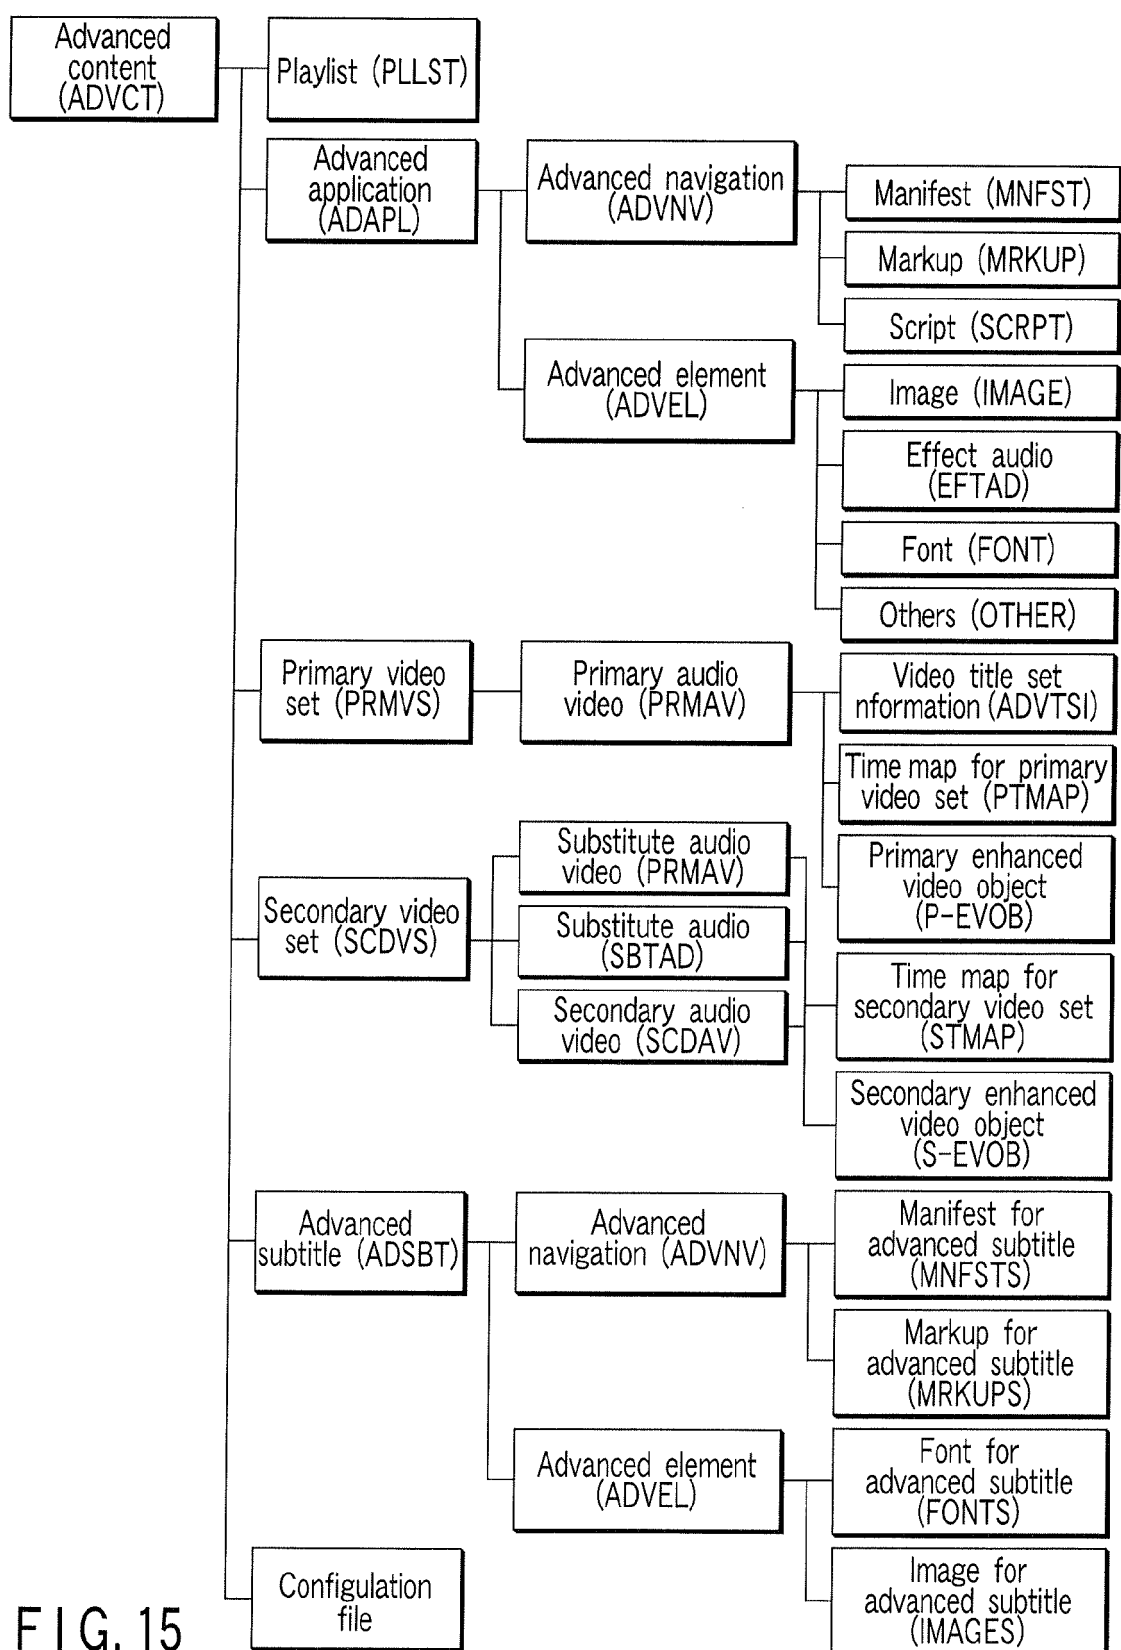 Advanced
content
(ADVCT)
Playlist (PLLST)
Advanced
application
(ADAPL)
Advanced navigation
(ADVNV)
Manifest (MNFST)
Markup (MRKUP)
Script (SCRPT)
Advanced element
(ADVEL)
Image (IMAGE)
Effect audio
(EFTAD)
Font (FONT)
Others (OTHER)
Primary video
set (PRMVS)
Primary audio
video (PRMAV)
Video title set
nformation (ADVTSI)
Time map for primary
video set (PTMAP)
Primary enhanced
video object
(P-EVOB)
Secondary video
set (SCDVS)
Substitute audio
video (PRMAV)
Substitute audio
(SBTAD)
Secondary audio
video (SCDAV)
Time map for
secondary video set
(STMAP)
Secondary enhanced
video object
(S-EVOB)
Advanced
subtitle (ADSBT)
Advanced
navigation (ADVNV)
Manifest for
advanced subtitle
(MNFSTS)
Markup for
advanced subtitle
(MRKUPS)
Advanced element
(ADVEL)
Font for
advanced subtitle
(FONTS)
Image for
advanced subtitle
(IMAGES)
Configulation
file
FIG. 15